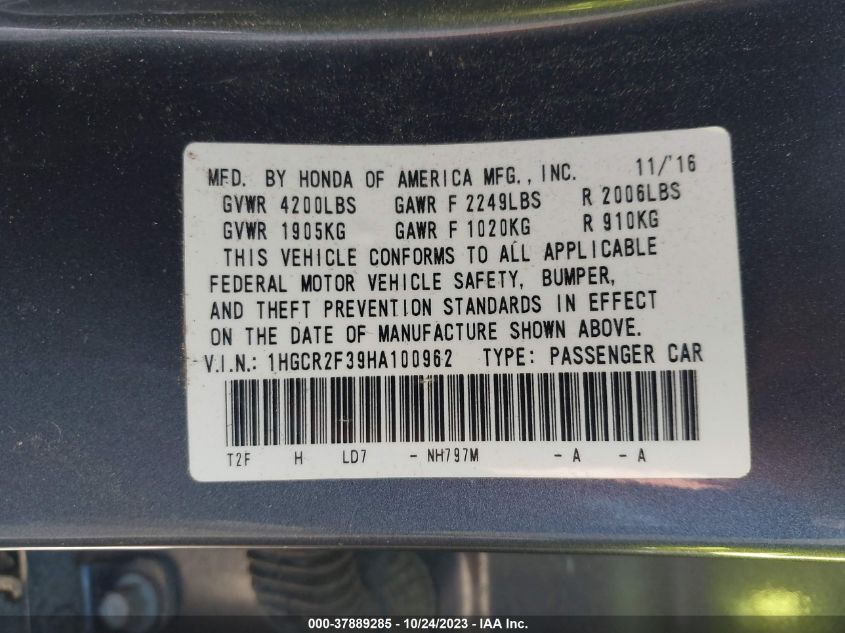 MFD. BY HONDA OF AMERICA MFG., INC. 11/'16
GVWR 4200LBS GAWR F 2249LBS R 2006LBS
GVWR 1905KG GAWR F 1020KG R 910KG
THIS VEHICLE CONFORMS TO ALL APPLICABLE
FEDERAL MOTOR VEHICLE SAFETY, BUMPER,
AND THEFT PREVENTION STANDARDS IN EFFECT
ON THE DATE OF MANUFACTURE SHOWN ABOVE.
V.I.N.: 1HGCR2F39HA100962 TYPE: PASSENGER CAR
T2F H LD7 - NH797M - A - A
000-37889285 - 10/24/2023 - IAA Inc.